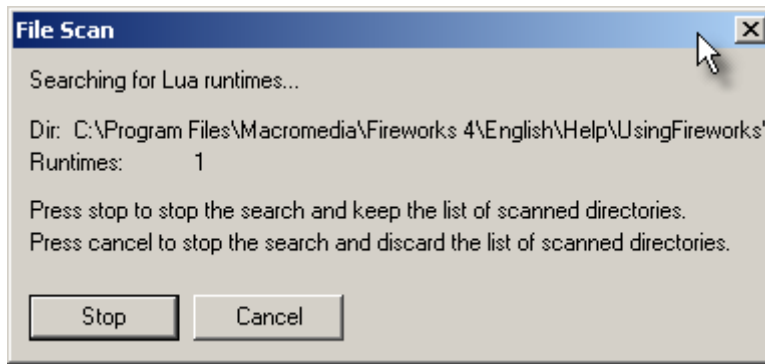 File Scan
Searching for Lua runtimes...
Dir: C:\Program Files\Macromedia\Fireworks 4\English\Help\UsingFireworks\
Runtimes: 1
Press stop to stop the search and keep the list of scanned directories.
Press cancel to stop the search and discard the list of scanned directories.
Stop Cancel